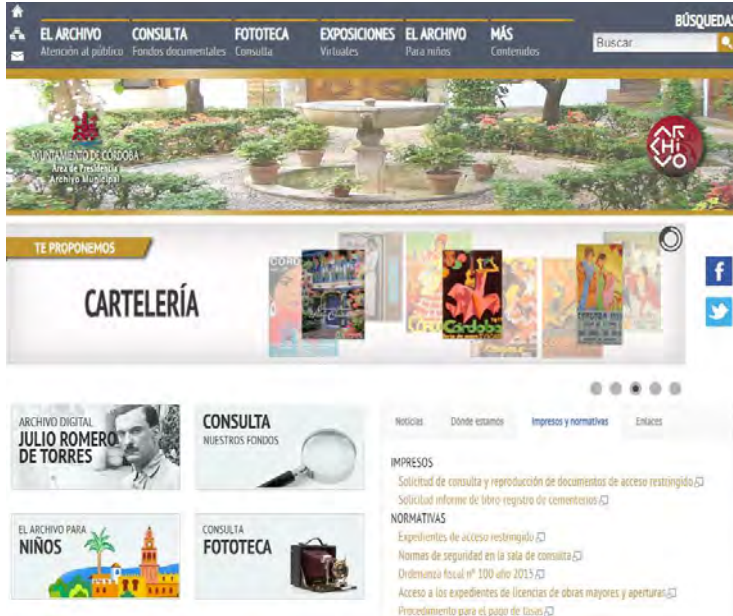 BÚSQUEDAS
EL ARCHIVO
Atención al público
CONSULTA
Fondos documentales
FOTOTECA
Consulta
EXPOSICIONES
Virtuales
EL ARCHIVO
Para niños
MÁS
Contenidos
Buscar
AYUNTAMIENTO DE CÓRDOBA
Área de Presidencia
Archivo Municipal
ARCHIVO
TE PROPONEMOS
CARTELERÍA
Córdoba
ARCHIVO DIGITAL
JULIO ROMERO
DE TORRES
CONSULTA
NUESTROS FONDOS
EL ARCHIVO PARA
NIÑOS
CONSULTA
FOTOTECA
Noticias
Dónde estamos
Impresos y normativas
Enlaces
IMPRESOS
Solicitud de consulta y reproducción de documentos de acceso restringido
Solicitud informe de libro registro de cementerios
NORMATIVAS
Expedientes de acceso restringido
Normas de seguridad en la sala de consulta
Ordenanza fiscal nº 100 año 2015
Acceso a los expedientes de licencias de obras mayores y aperturas
Procedimiento para el pago de tasas